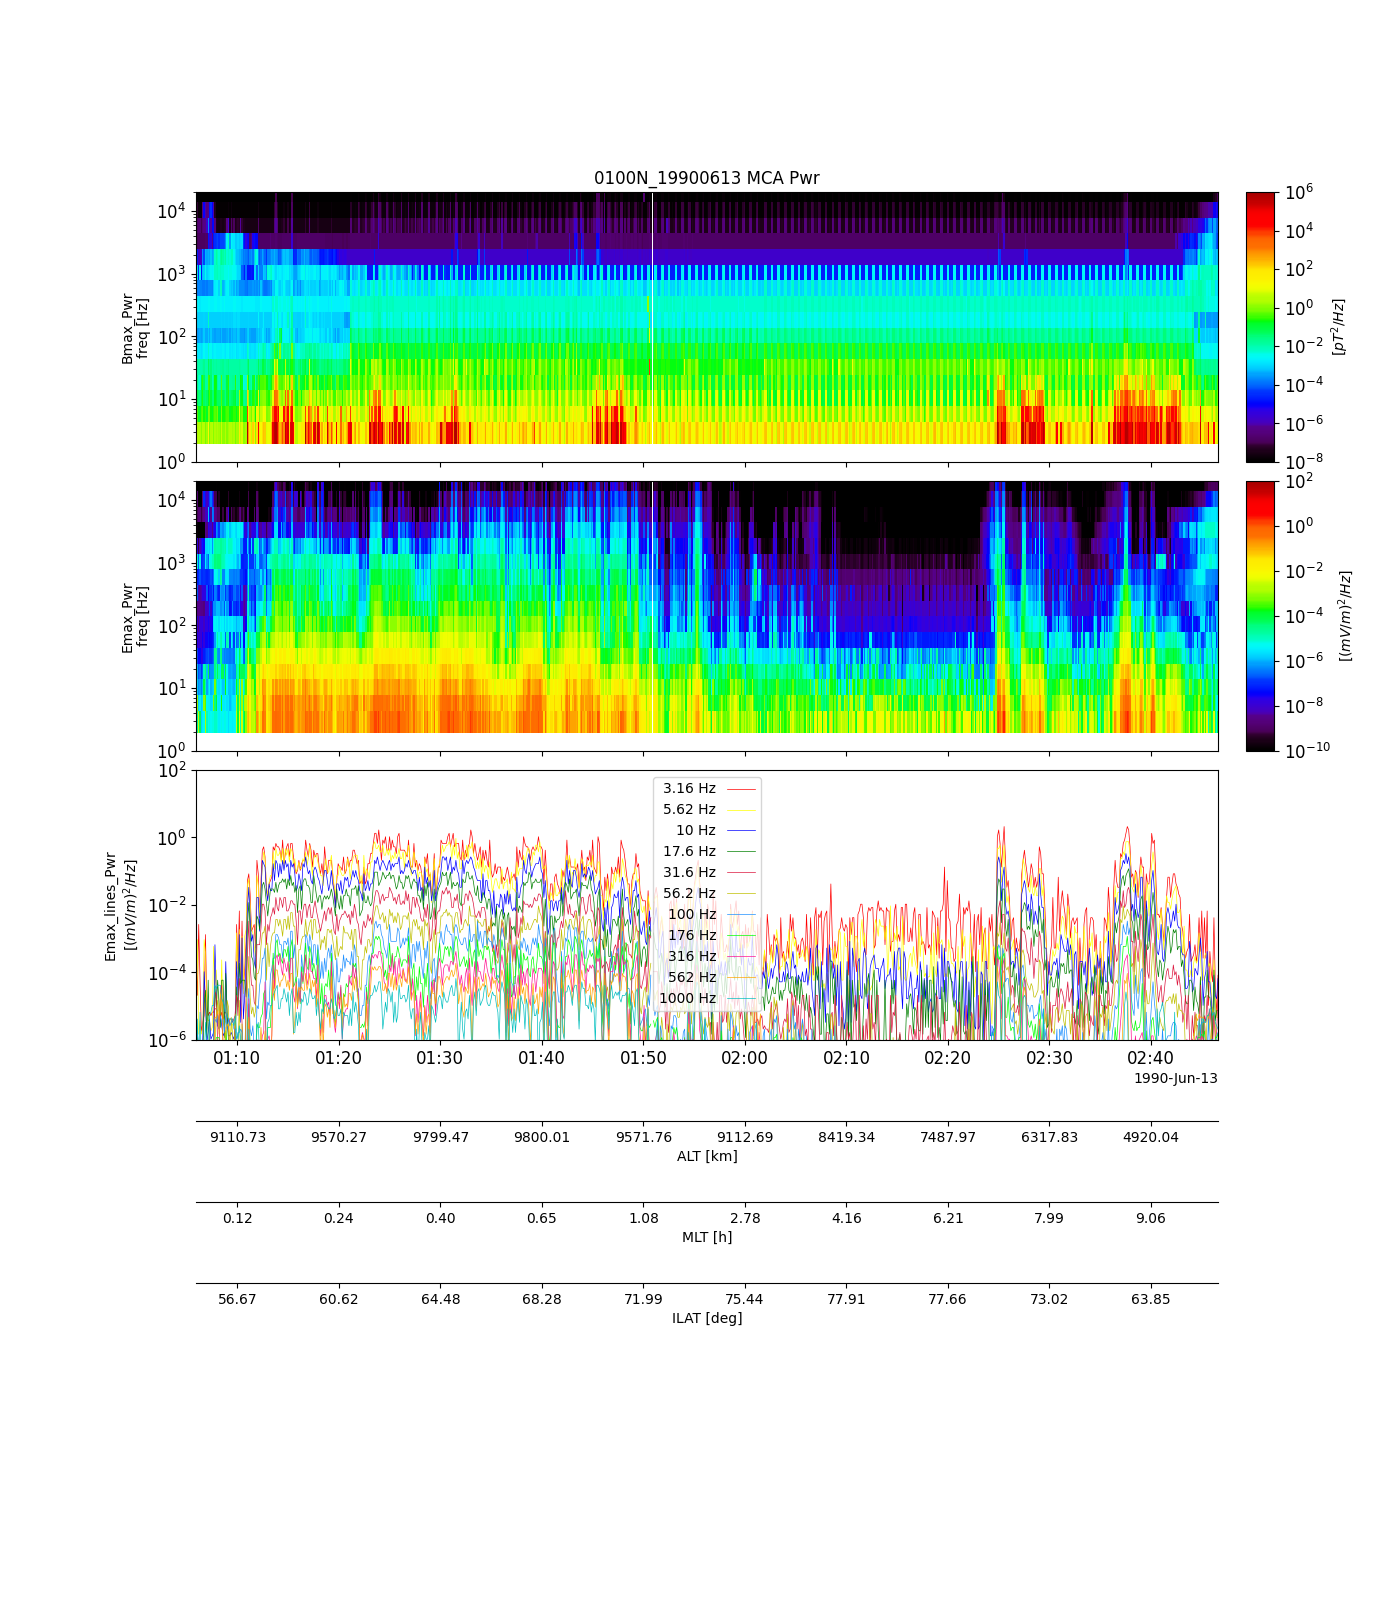 0100N_19900613 MCA Pwr
Bmax_Pwr
freq [Hz]
10^4
10^3
10^2
10^1
10^0
10^6
10^4
10^2
10^0
10^-2
10^-4
10^-6
10^-8
[pT^2/Hz]
Emax_Pwr
freq [Hz]
10^4
10^3
10^2
10^1
10^0
10^2
10^0
10^-2
10^-4
10^-6
10^-8
10^-10
[(mV/m)^2/Hz]
Emax_lines_Pwr
[(mV/m)^2/Hz]
10^2
10^0
10^-2
10^-4
10^-6
3.16 Hz
5.62 Hz
10 Hz
17.6 Hz
31.6 Hz
56.2 Hz
100 Hz
176 Hz
316 Hz
562 Hz
1000 Hz
01:10 01:20 01:30 01:40 01:50 02:00 02:10 02:20 02:30 02:40
1990-Jun-13
9110.73 9570.27 9799.47 9800.01 9571.76 9112.69 8419.34 7487.97 6317.83 4920.04
ALT [km]
0.12 0.24 0.40 0.65 1.08 2.78 4.16 6.21 7.99 9.06
MLT [h]
56.67 60.62 64.48 68.28 71.99 75.44 77.91 77.66 73.02 63.85
ILAT [deg]